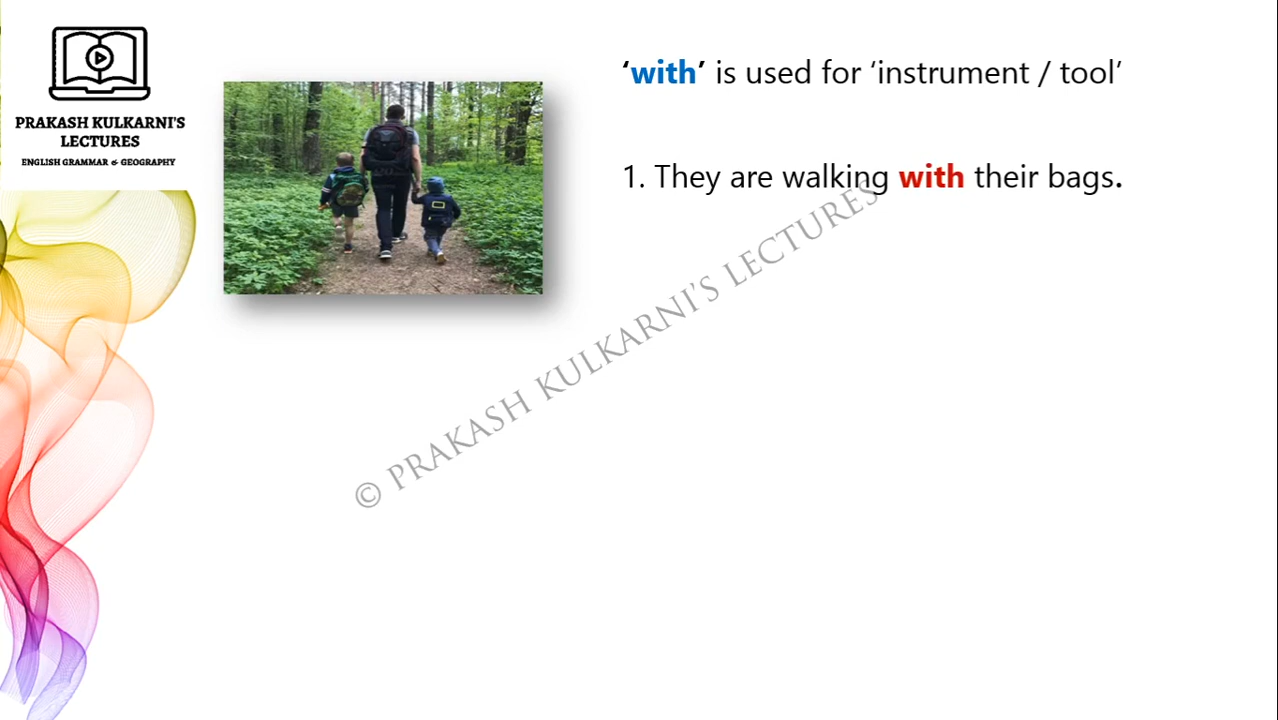 PRAKASH KULKARNI'S
LECTURES
ENGLISH GRAMMAR & GEOGRAPHY
‘with’ is used for ‘instrument / tool’
1. They are walking with their bags.
© PRAKASH KULKARNI'S LECTURES